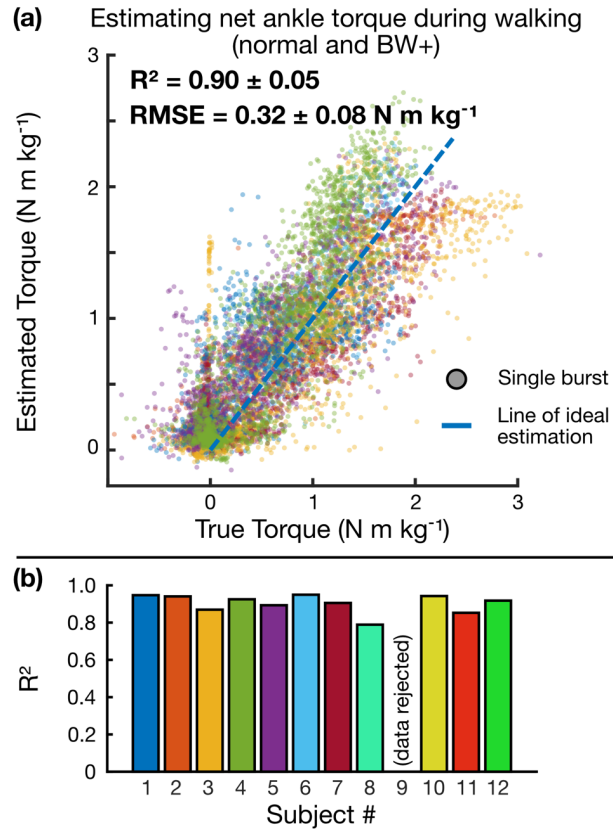 (a)
Estimating net ankle torque during walking
(normal and BW+)
R² = 0.90 ± 0.05
RMSE = 0.32 ± 0.08 N m kg⁻¹
3
2
1
0
Estimated Torque (N m kg⁻¹)
Single burst
Line of ideal
estimation
0 1 2 3
True Torque (N m kg⁻¹)
(b)
1.0
0.8
0.6
0.4
0.2
0
R²
(data rejected)
1 2 3 4 5 6 7 8 9 10 11 12
Subject #